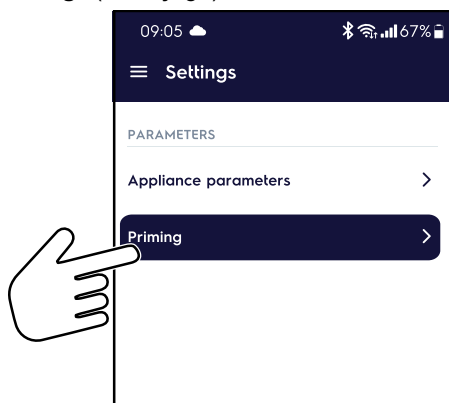 09:05 67%
Settings
PARAMETERS
Appliance parameters
Priming